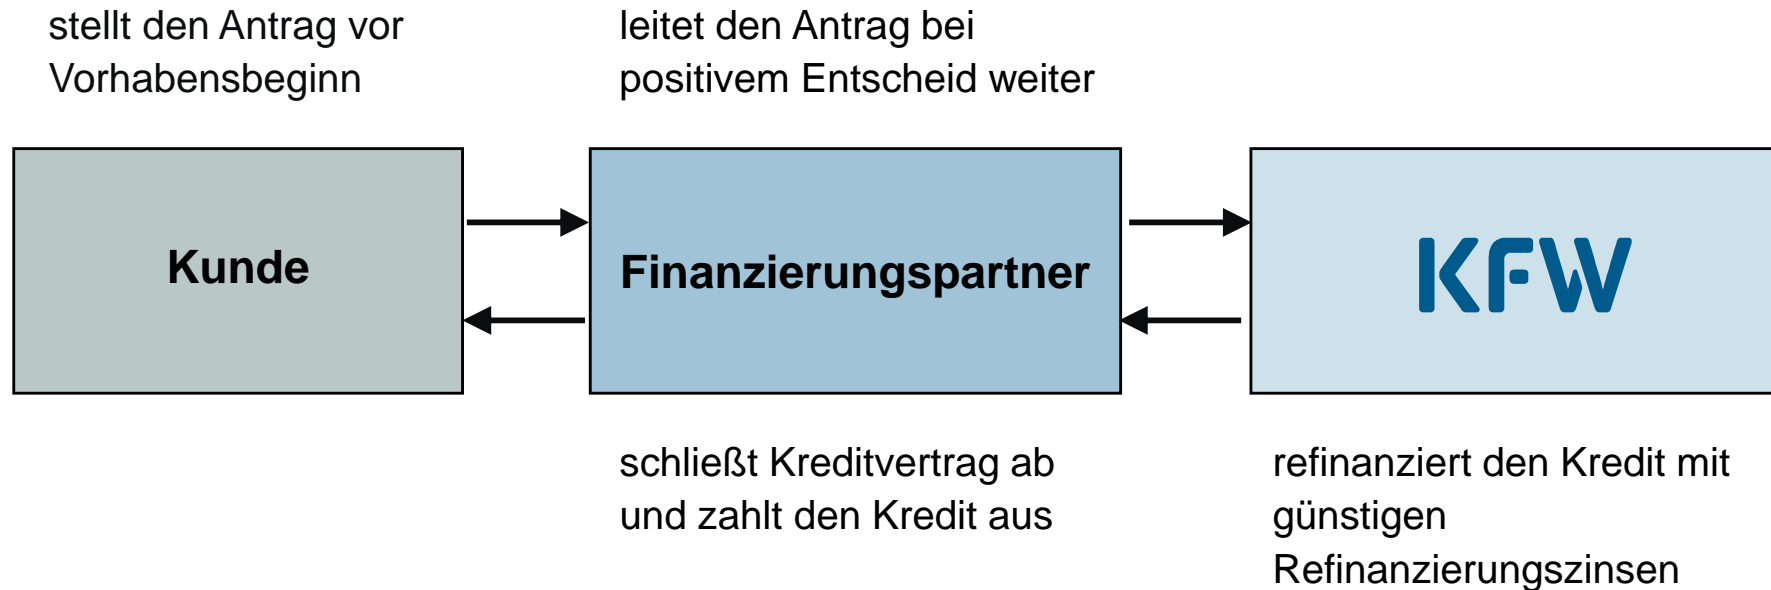 stellt den Antrag vor
Vorhabensbeginn
leitet den Antrag bei
positivem Entscheid weiter
Kunde
Finanzierungspartner
KFW
schließt Kreditvertrag ab
und zahlt den Kredit aus
refinanziert den Kredit mit
günstigen
Refinanzierungszinsen